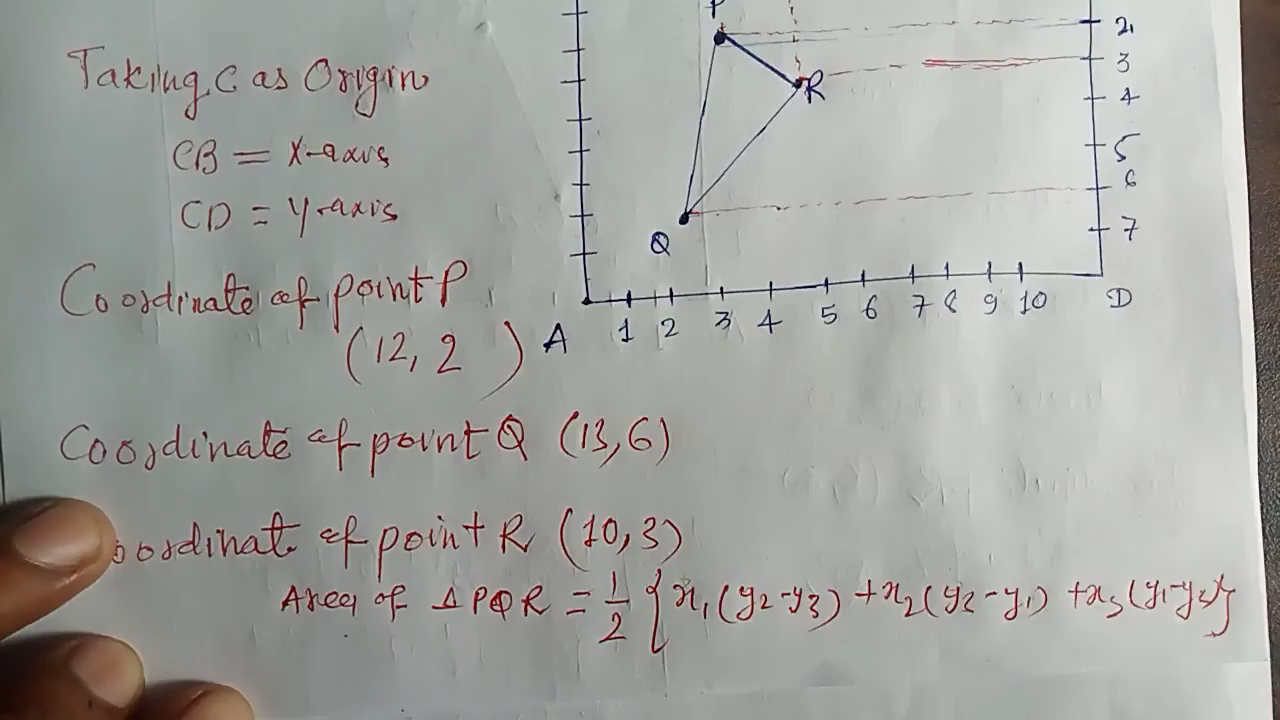 P
2
3
R
4
5
6
7
Q
A 1 2 3 4 5 6 7 8 9 10 D
Taking C as Origin
CB = X-axis
CD = Y-axis
Coordinate of point P
(12, 2)
Coordinate of point Q (13,6)
oordinate of point R (10,3)
Area of Δ PQR = 1/2 {x1(y2-y3) + x2(y3-y1) + x3(y1-y2)}